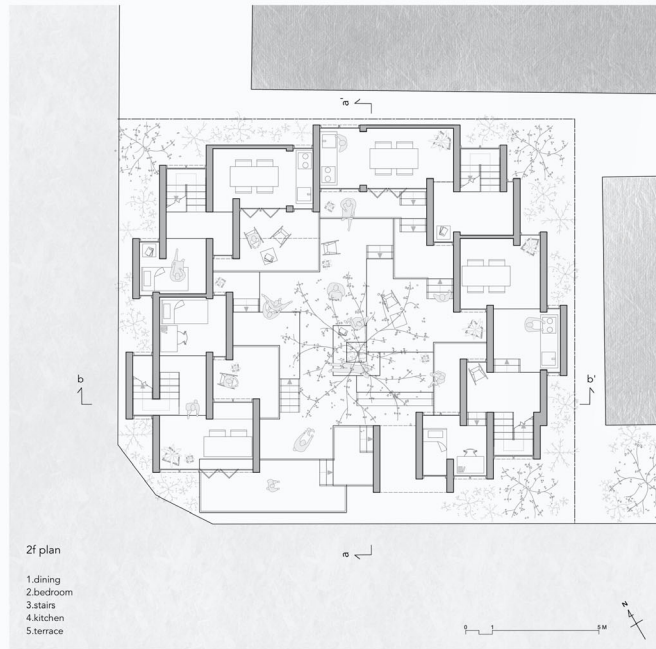 a'
b
b'
2f plan
a
1.dining
2.bedroom
3.stairs
4.kitchen
5.terrace
N
0 1 5 M